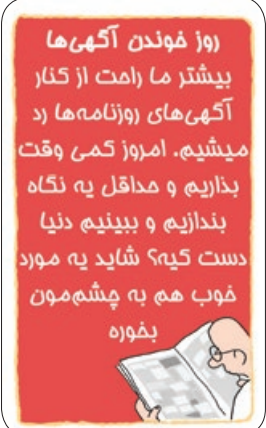 روز خوندن آگهی‌ها
بیشتر ما راحت از کنار
آگهی‌های روزنامه‌ها رد
میشیم. امروز کمی وقت
بذاریم و حداقل یه نگاه
بندازیم و ببینیم دنیا
دست کیه؟ شاید یه مورد
خوب هم به چشم‌مون
بخوره